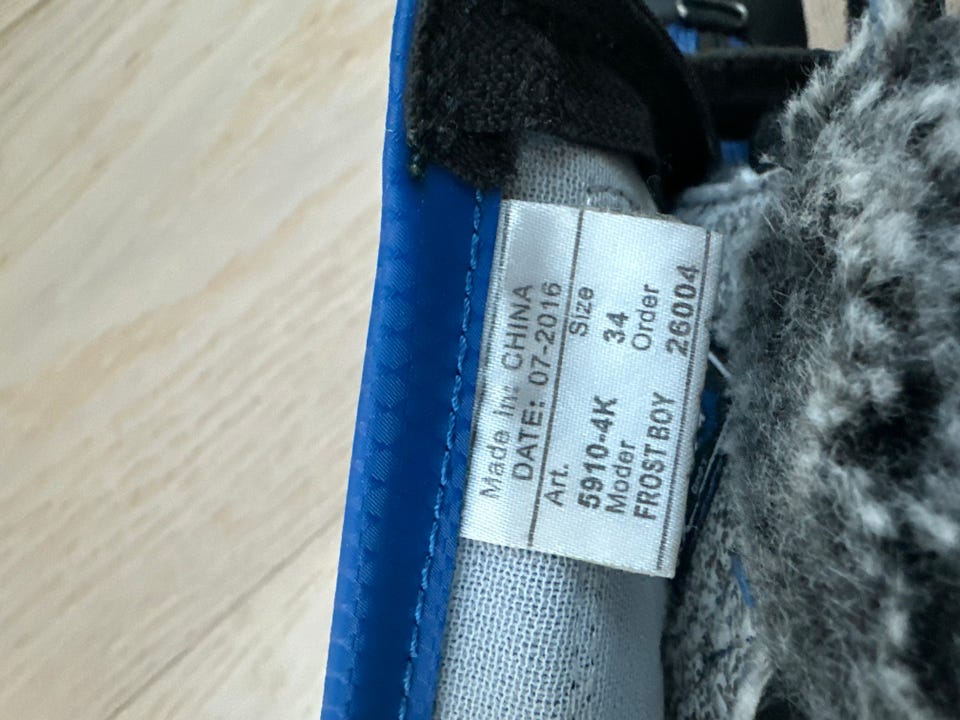 Made In: CHINA
DATE: 07-2016
Art. Size
5910-4K 34
Moder Order
FROST BOY 26004